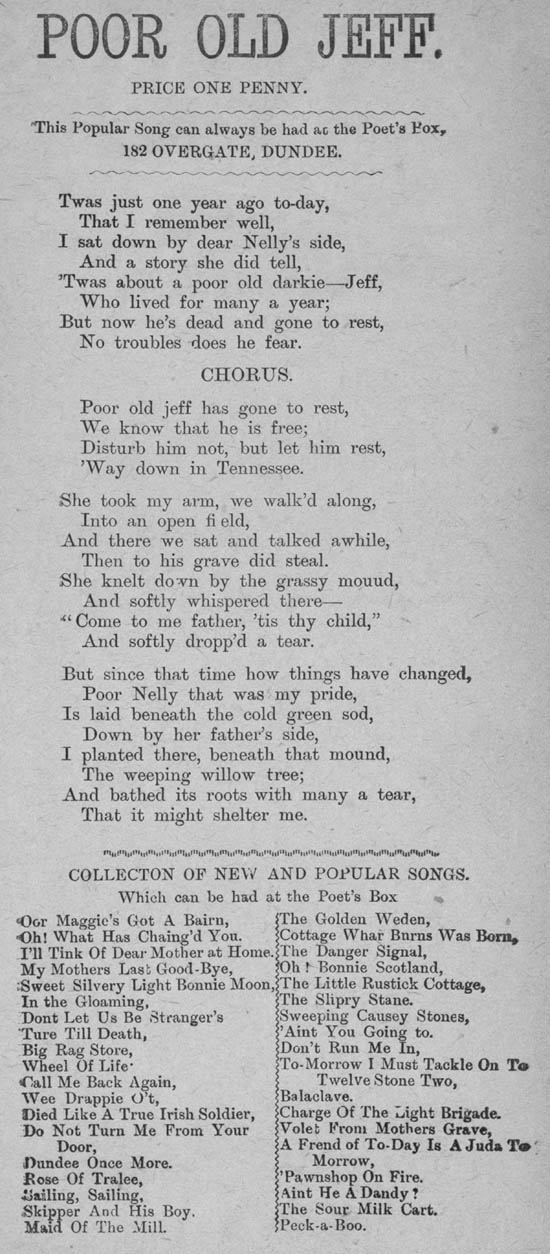 POOR OLD JEFF.
PRICE ONE PENNY.
This Popular Song can always be had at the Poet's Box,
182 OVERGATE, DUNDEE.
Twas just one year ago to-day,
That I remember well,
I sat down by dear Nelly's side,
And a story she did tell,
'Twas about a poor old darkie—Jeff,
Who lived for many a year;
But now he's dead and gone to rest,
No troubles does he fear.
CHORUS.
Poor old jeff has gone to rest,
We know that he is free;
Disturb him not, but let him rest,
'Way down in Tennessee.
She took my arm, we walk'd along,
Into an open fi eld,
And there we sat and talked awhile,
Then to his grave did steal.
She knelt down by the grassy mouud,
And softly whispered there—
"Come to me father, 'tis thy child,"
And softly dropp'd a tear.
But since that time how things have changed,
Poor Nelly that was my pride,
Is laid beneath the cold green sod,
Down by her father's side,
I planted there, beneath that mound,
The weeping willow tree;
And bathed its roots with many a tear,
That it might shelter me.
COLLECTON OF NEW AND POPULAR SONGS.
Which can be had at the Poet's Box
Oor Maggie's Got A Bairn,
Oh! What Has Chaing'd You.
I'll Tink Of Dear Mother at Home.
My Mothers Last Good-Bye,
Sweet Silvery Light Bonnie Moon,
In the Gloaming,
Dont Let Us Be Stranger's
'Ture Till Death,
Big Rag Store,
Wheel Of Life
Call Me Back Again,
Wee Drappie O't,
Died Like A True Irish Soldier,
Do Not Turn Me From Your
Door,
Dundee Once More.
Rose Of Tralee,
Sailing, Sailing,
Skipper And His Boy.
Maid Of The Mill.
The Golden Weden,
Cottage Whar Burns Was Born,
The Danger Signal,
Oh! Bonnie Scotland,
The Little Rustick Cottage,
The Slipry Stane.
Sweeping Causey Stones,
'Aint You Going to.
Don't Run Me In,
To-Morrow I Must Tackle On To
Twelve Stone Two,
Balaclave.
Charge Of The Light Brigade.
Volet From Mothers Grave,
A Frend of To-Day Is A Juda To
Morrow,
'Pawnshop On Fire.
Aint He A Dandy?
The Sour Milk Cart.
Peck-a-Boo.